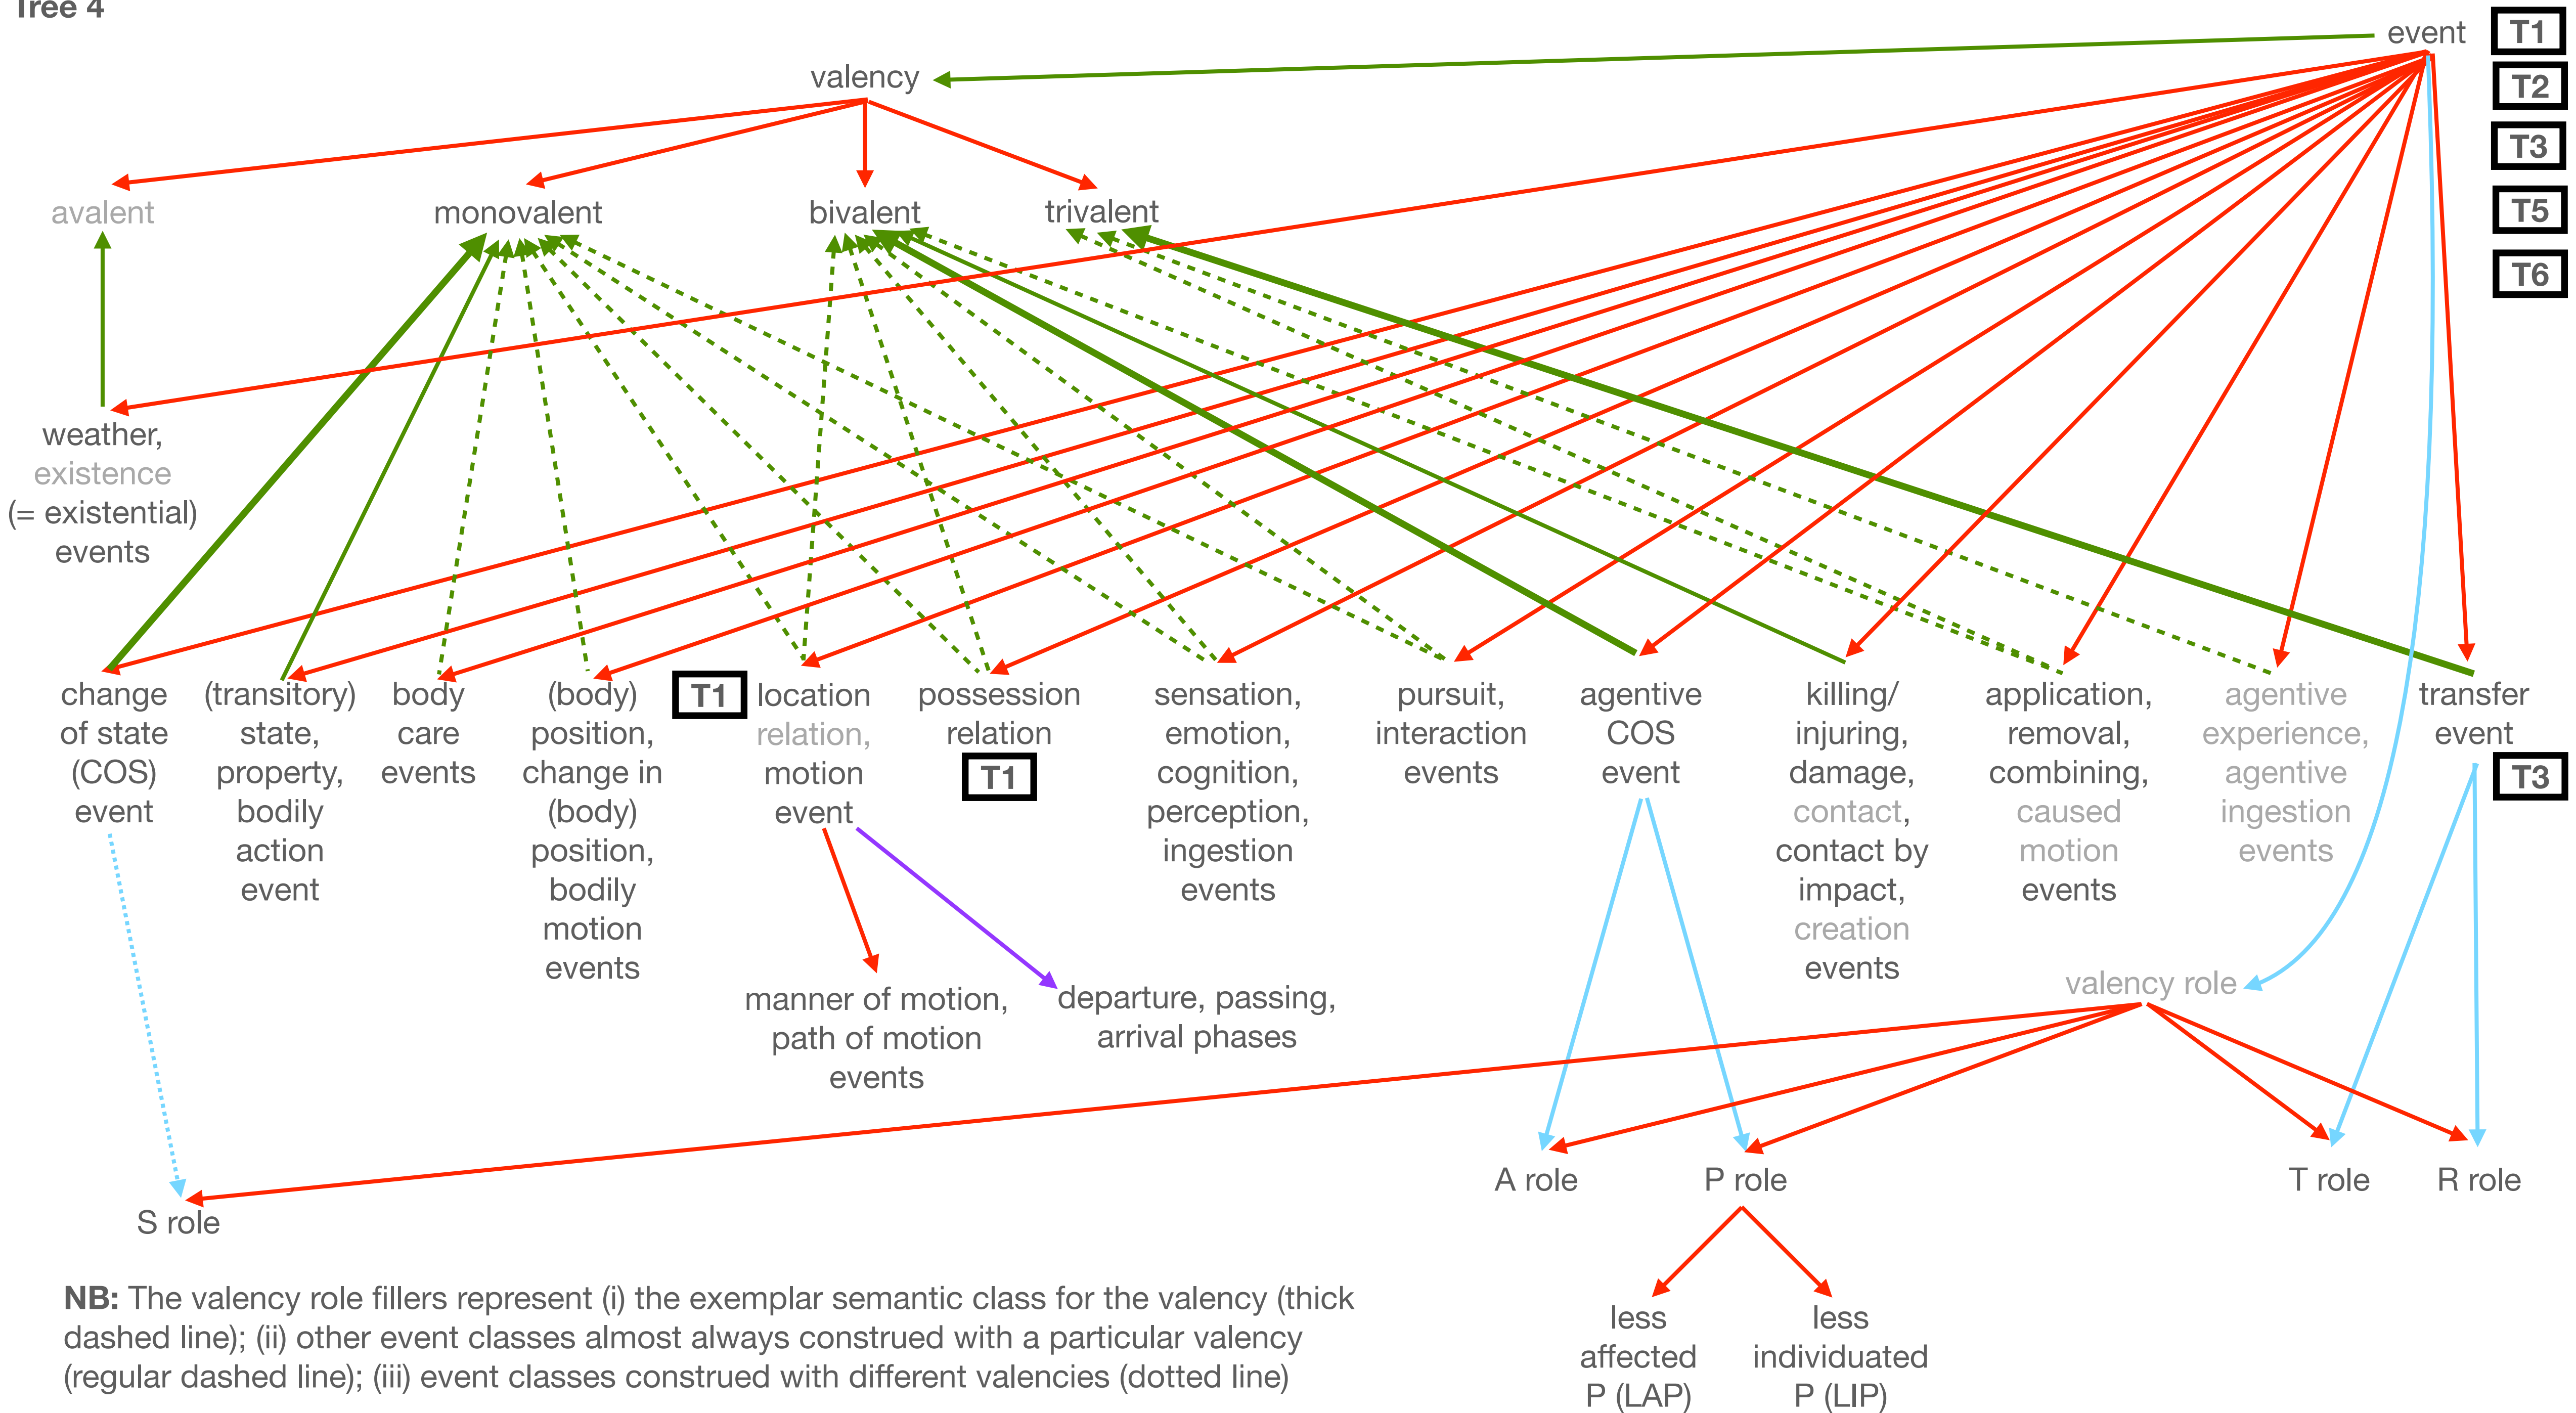 Tree 4
event
T1
T2
T3
T5
T6
valency
avalent
monovalent
bivalent
trivalent
weather,
existence
(= existential)
events
change
of state
(COS)
event
(transitory)
state,
property,
bodily
action
event
body
care
events
(body)
position,
change in
(body)
position,
bodily
motion
events
T1
location
relation,
motion
event
possession
relation
T1
sensation,
emotion,
cognition,
perception,
ingestion
events
pursuit,
interaction
events
agentive
COS
event
killing/
injuring,
damage,
contact,
contact by
impact,
creation
events
application,
removal,
combining,
caused
motion
events
agentive
experience,
agentive
ingestion
events
transfer
event
T3
manner of motion,
path of motion
events
departure, passing,
arrival phases
valency role
S role
A role
P role
T role
R role
less
affected
P (LAP)
less
individuated
P (LIP)
NB: The valency role fillers represent (i) the exemplar semantic class for the valency (thick
dashed line); (ii) other event classes almost always construed with a particular valency
(regular dashed line); (iii) event classes construed with different valencies (dotted line)